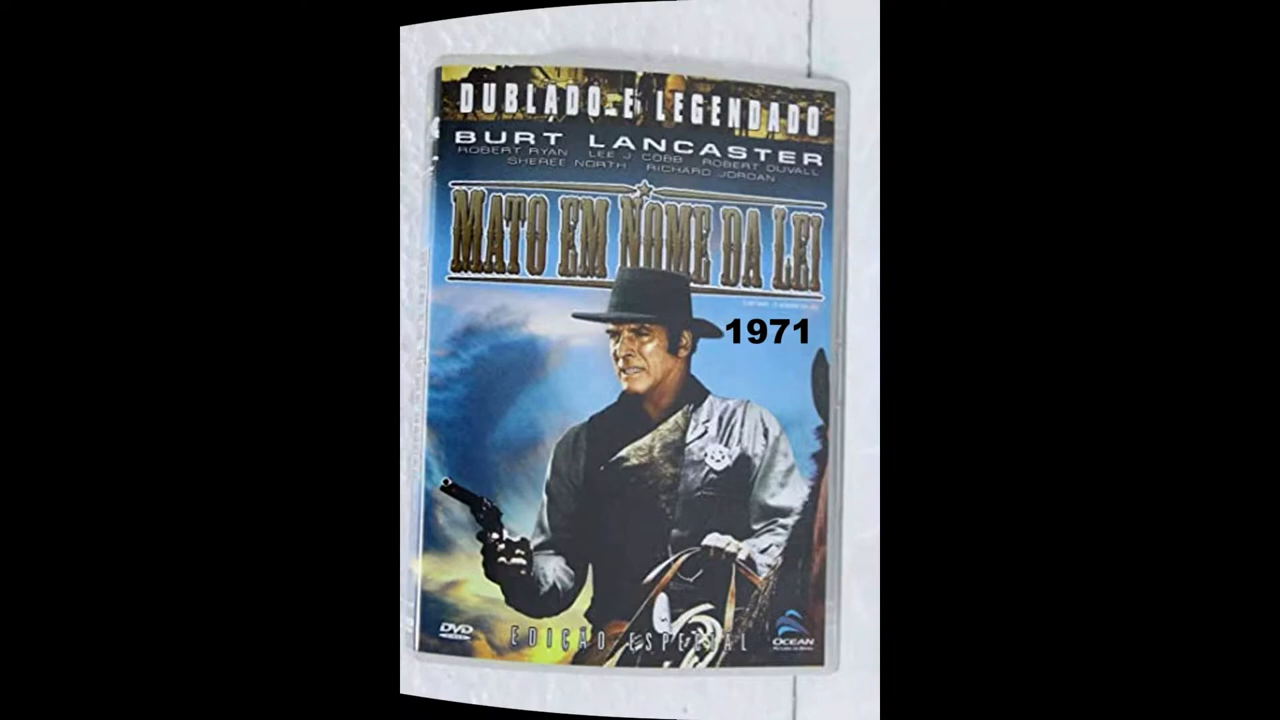 DUBLADO E LEGENDADO
BURT LANCASTER
ROBERT RYAN LEE J. COBB ROBERT DUVALL
SHEREE NORTH RICHARD JORDAN
MATO EM NOME DA LEI
1971
EDIÇÃO ESPECIAL
DVD
OCEAN